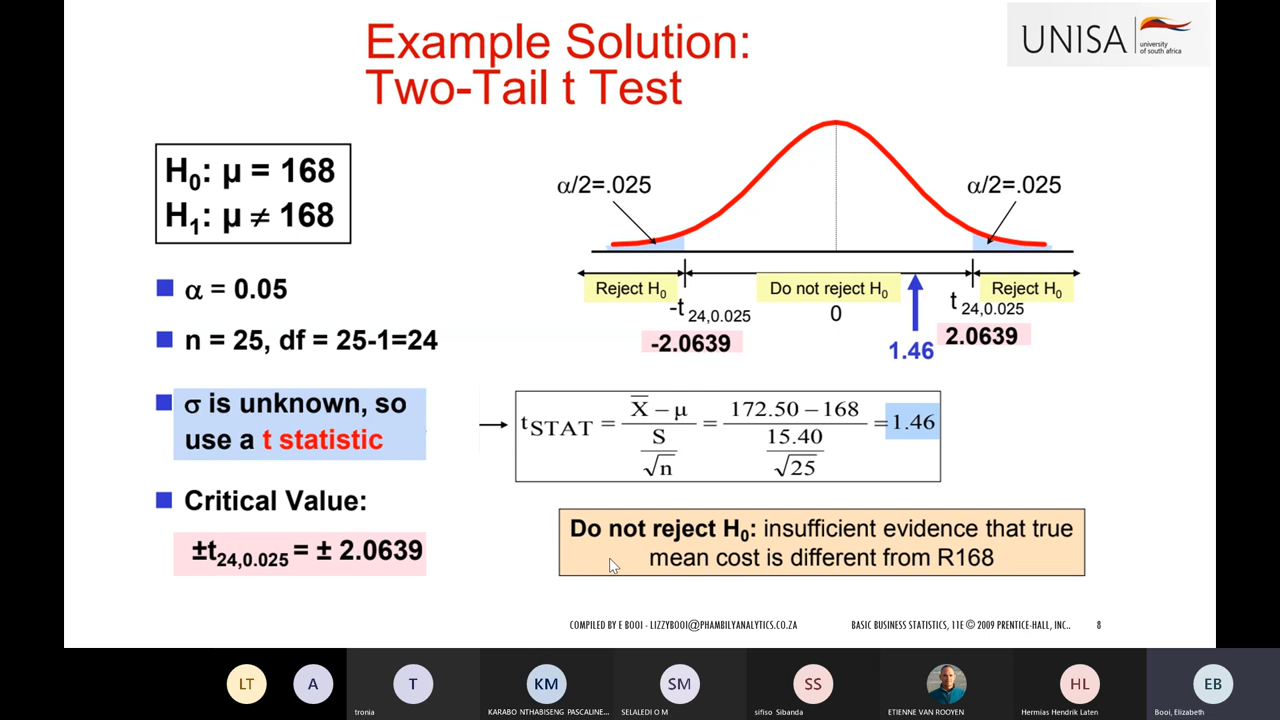 Example Solution:
Two-Tail t Test
UNISA
university
of south africa
H0: μ = 168
H1: μ ≠ 168
α/2=.025
α/2=.025
Reject H0
Do not reject H0
Reject H0
-t 24,0.025
0
t 24,0.025
-2.0639
1.46
2.0639
α = 0.05
n = 25, df = 25-1=24
σ is unknown, so
use a t statistic
tSTAT = (X̄ − μ) / (S / √n) = (172.50 − 168) / (15.40 / √25) = 1.46
Critical Value:
±t24,0.025 = ± 2.0639
Do not reject H0: insufficient evidence that true
mean cost is different from R168
COMPILED BY E BOOI - LIZZYBOOI@PHAMBILYANALYTICS.CO.ZA
BASIC BUSINESS STATISTICS, 11E © 2009 PRENTICE-HALL, INC..
8
LT
A
T
KM
SM
SS
HL
EB
tronia
KARABO NTHABISENG PASCALINE...
SELALEDI O M
sifiso Sibanda
ETIENNE VAN ROOYEN
Hermias Hendrik Laten
Booi, Elizabeth